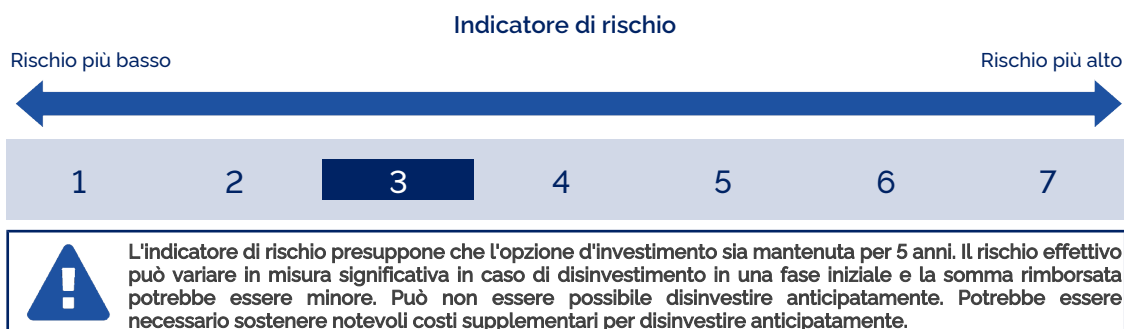 Indicatore di rischio
Rischio più basso Rischio più alto
1 2 3 4 5 6 7
L'indicatore di rischio presuppone che l'opzione d'investimento sia mantenuta per 5 anni. Il rischio effettivo
può variare in misura significativa in caso di disinvestimento in una fase iniziale e la somma rimborsata
potrebbe essere minore. Può non essere possibile disinvestire anticipatamente. Potrebbe essere
necessario sostenere notevoli costi supplementari per disinvestire anticipatamente.